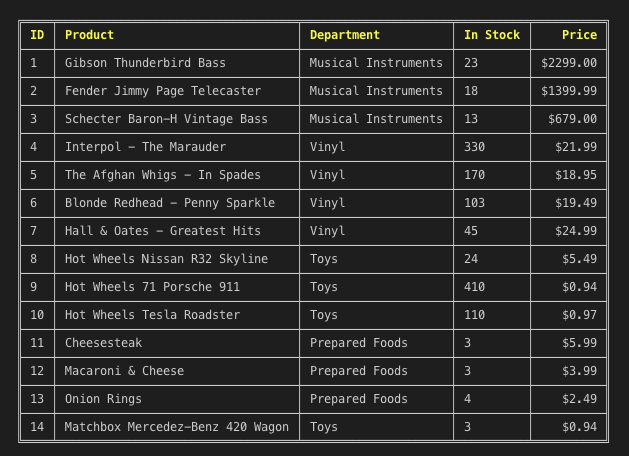 ID Product Department In Stock Price
1 Gibson Thunderbird Bass Musical Instruments 23 $2299.00
2 Fender Jimmy Page Telecaster Musical Instruments 18 $1399.99
3 Schecter Baron-H Vintage Bass Musical Instruments 13 $679.00
4 Interpol - The Marauder Vinyl 330 $21.99
5 The Afghan Whigs - In Spades Vinyl 170 $18.95
6 Blonde Redhead - Penny Sparkle Vinyl 103 $19.49
7 Hall & Oates - Greatest Hits Vinyl 45 $24.99
8 Hot Wheels Nissan R32 Skyline Toys 24 $5.49
9 Hot Wheels 71 Porsche 911 Toys 410 $0.94
10 Hot Wheels Tesla Roadster Toys 110 $0.97
11 Cheesesteak Prepared Foods 3 $5.99
12 Macaroni & Cheese Prepared Foods 3 $3.99
13 Onion Rings Prepared Foods 4 $2.49
14 Matchbox Mercedez-Benz 420 Wagon Toys 3 $0.94